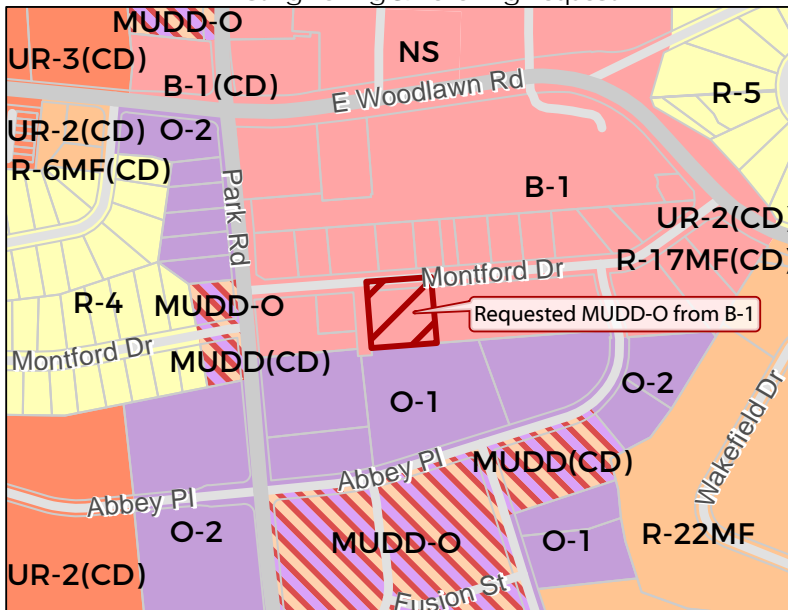 MUDD-O
NS
UR-3(CD)
B-1(CD)
E Woodlawn Rd
R-5
UR-2(CD)
O-2
R-6MF(CD)
Park Rd
B-1
UR-2(CD)
Montford Dr
R-17MF(CD)
R-4
MUDD-O
Requested MUDD-O from B-1
Montford Dr
MUDD(CD)
O-1
O-2
Wakefield Dr
Abbey Pl
MUDD(CD)
Abbey Pl
O-2
MUDD-O
O-1
R-22MF
UR-2(CD)
Fusion St